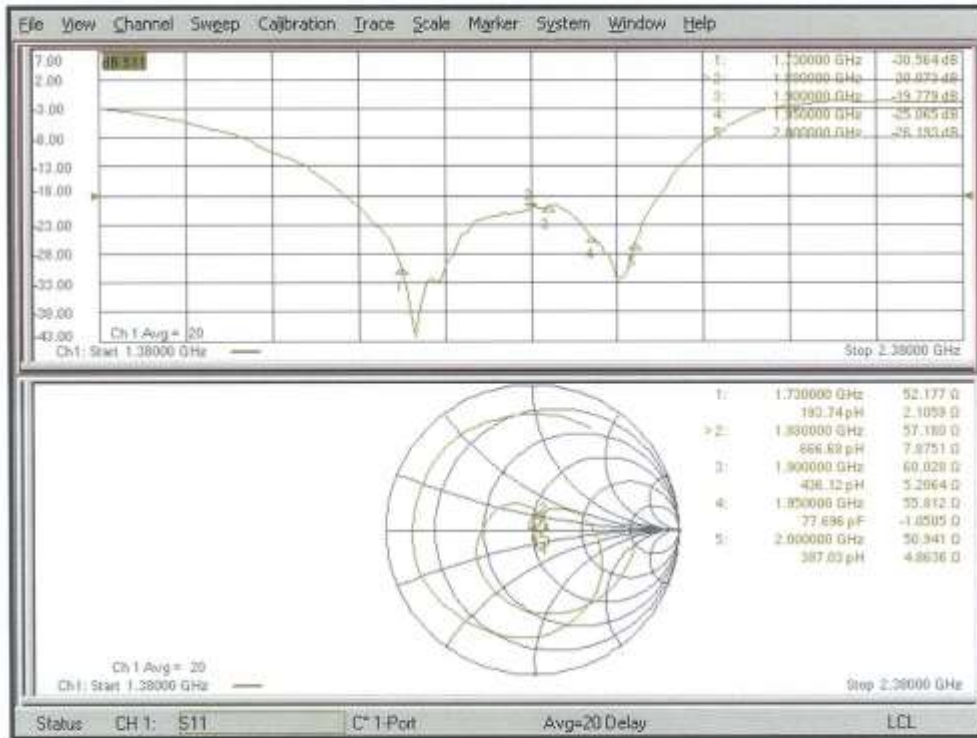 File View Channel Sweep Calibration Trace Scale Marker System Window Help
7.00
dB S11
2.00
-3.00
-8.00
-13.00
-18.00
-23.00
-28.00
-33.00
-38.00
-43.00
1: 1.730000 GHz -30.564 dB
>2: 1.880000 GHz
3: 1.900000 GHz -19.779 dB
4: 1.950000 GHz -25.065 dB
5: 2.000000 GHz -26.193 dB
1
2
3
4
Ch 1 Avg = 20
Ch1: Start 1.38000 GHz
Stop 2.38000 GHz
1: 1.730000 GHz 52.177 Ω
193.74 pH 2.1059 Ω
>2: 1.880000 GHz 57.180 Ω
666.68 pH 7.8751 Ω
3: 1.900000 GHz 60.028 Ω
436.12 pH 5.2064 Ω
4: 1.950000 GHz 55.812 Ω
77.696 pF -1.0505 Ω
5: 2.000000 GHz 50.941 Ω
387.03 pH 4.8636 Ω
Ch 1 Avg = 20
Ch1: Start 1.38000 GHz
Stop 2.38000 GHz
Status CH 1: S11 C* 1-Port Avg=20 Delay LCL